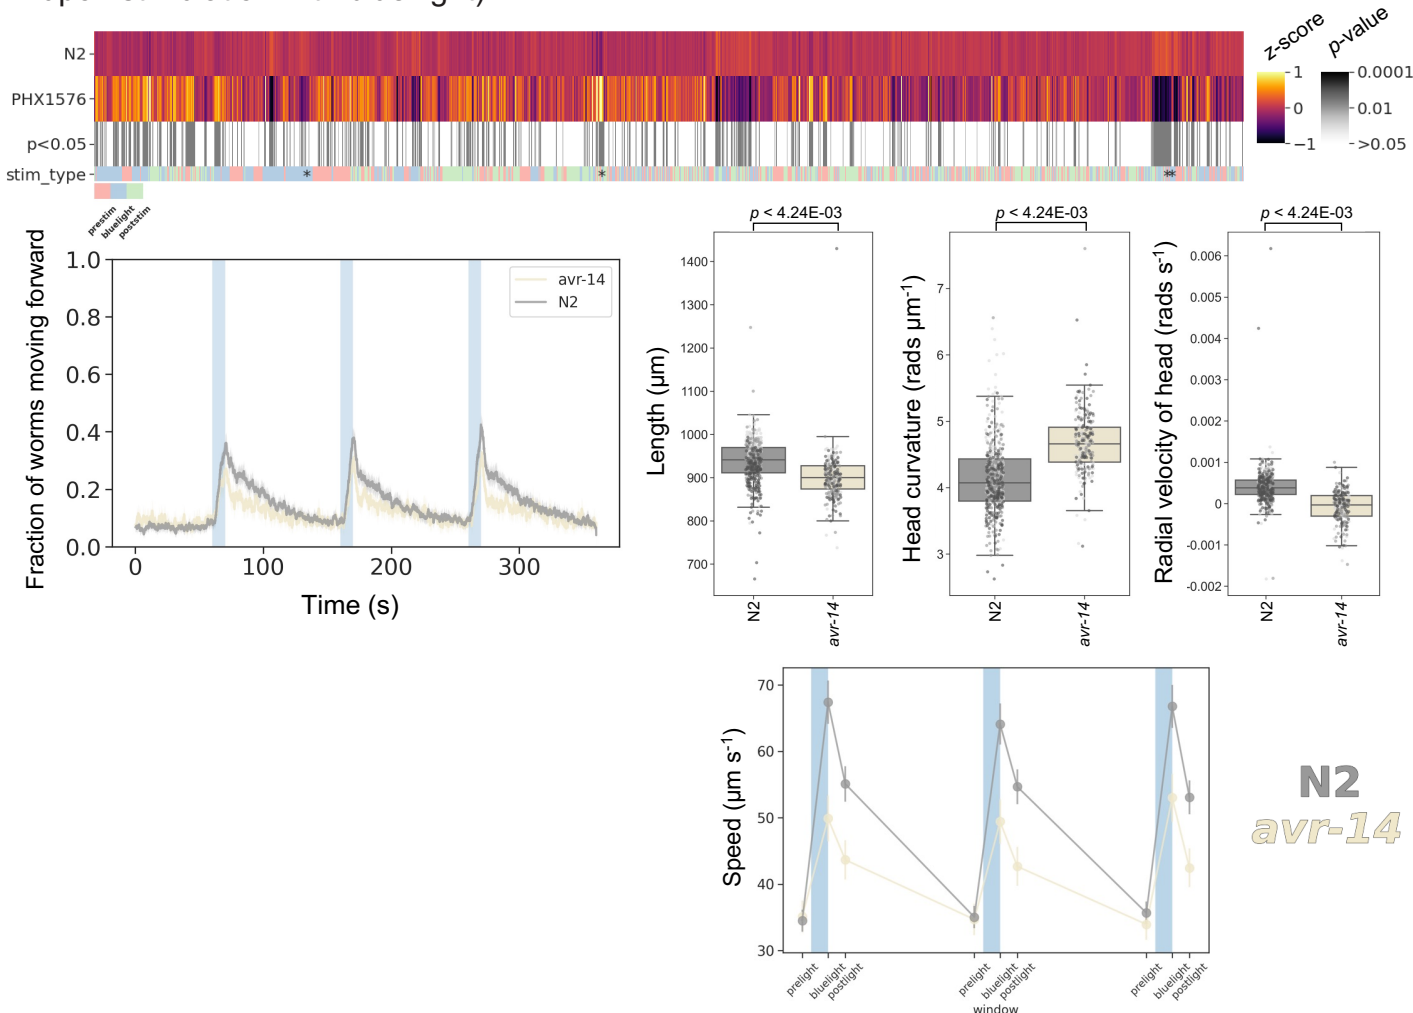 N2
PHX1576
p<0.05
stim_type
* * **
prestim
bluelight
poststim
z-score
1
0
−1
p-value
0.0001
0.01
>0.05
Fraction of worms moving forward
1.0
0.8
0.6
0.4
0.2
0.0
avr-14
N2
0 100 200 300
Time (s)
p < 4.24E-03
Length (µm)
1400
1300
1200
1100
1000
900
800
700
N2 avr-14
p < 4.24E-03
Head curvature (rads µm-1)
7
6
5
4
3
N2 avr-14
p < 4.24E-03
Radial velocity of head (rads s-1)
0.006
0.005
0.004
0.003
0.002
0.001
0
-0.001
-0.002
N2 avr-14
Speed (µm s-1)
70
60
50
40
30
prelight bluelight postlight prelight bluelight postlight prelight bluelight postlight
window
N2
avr-14